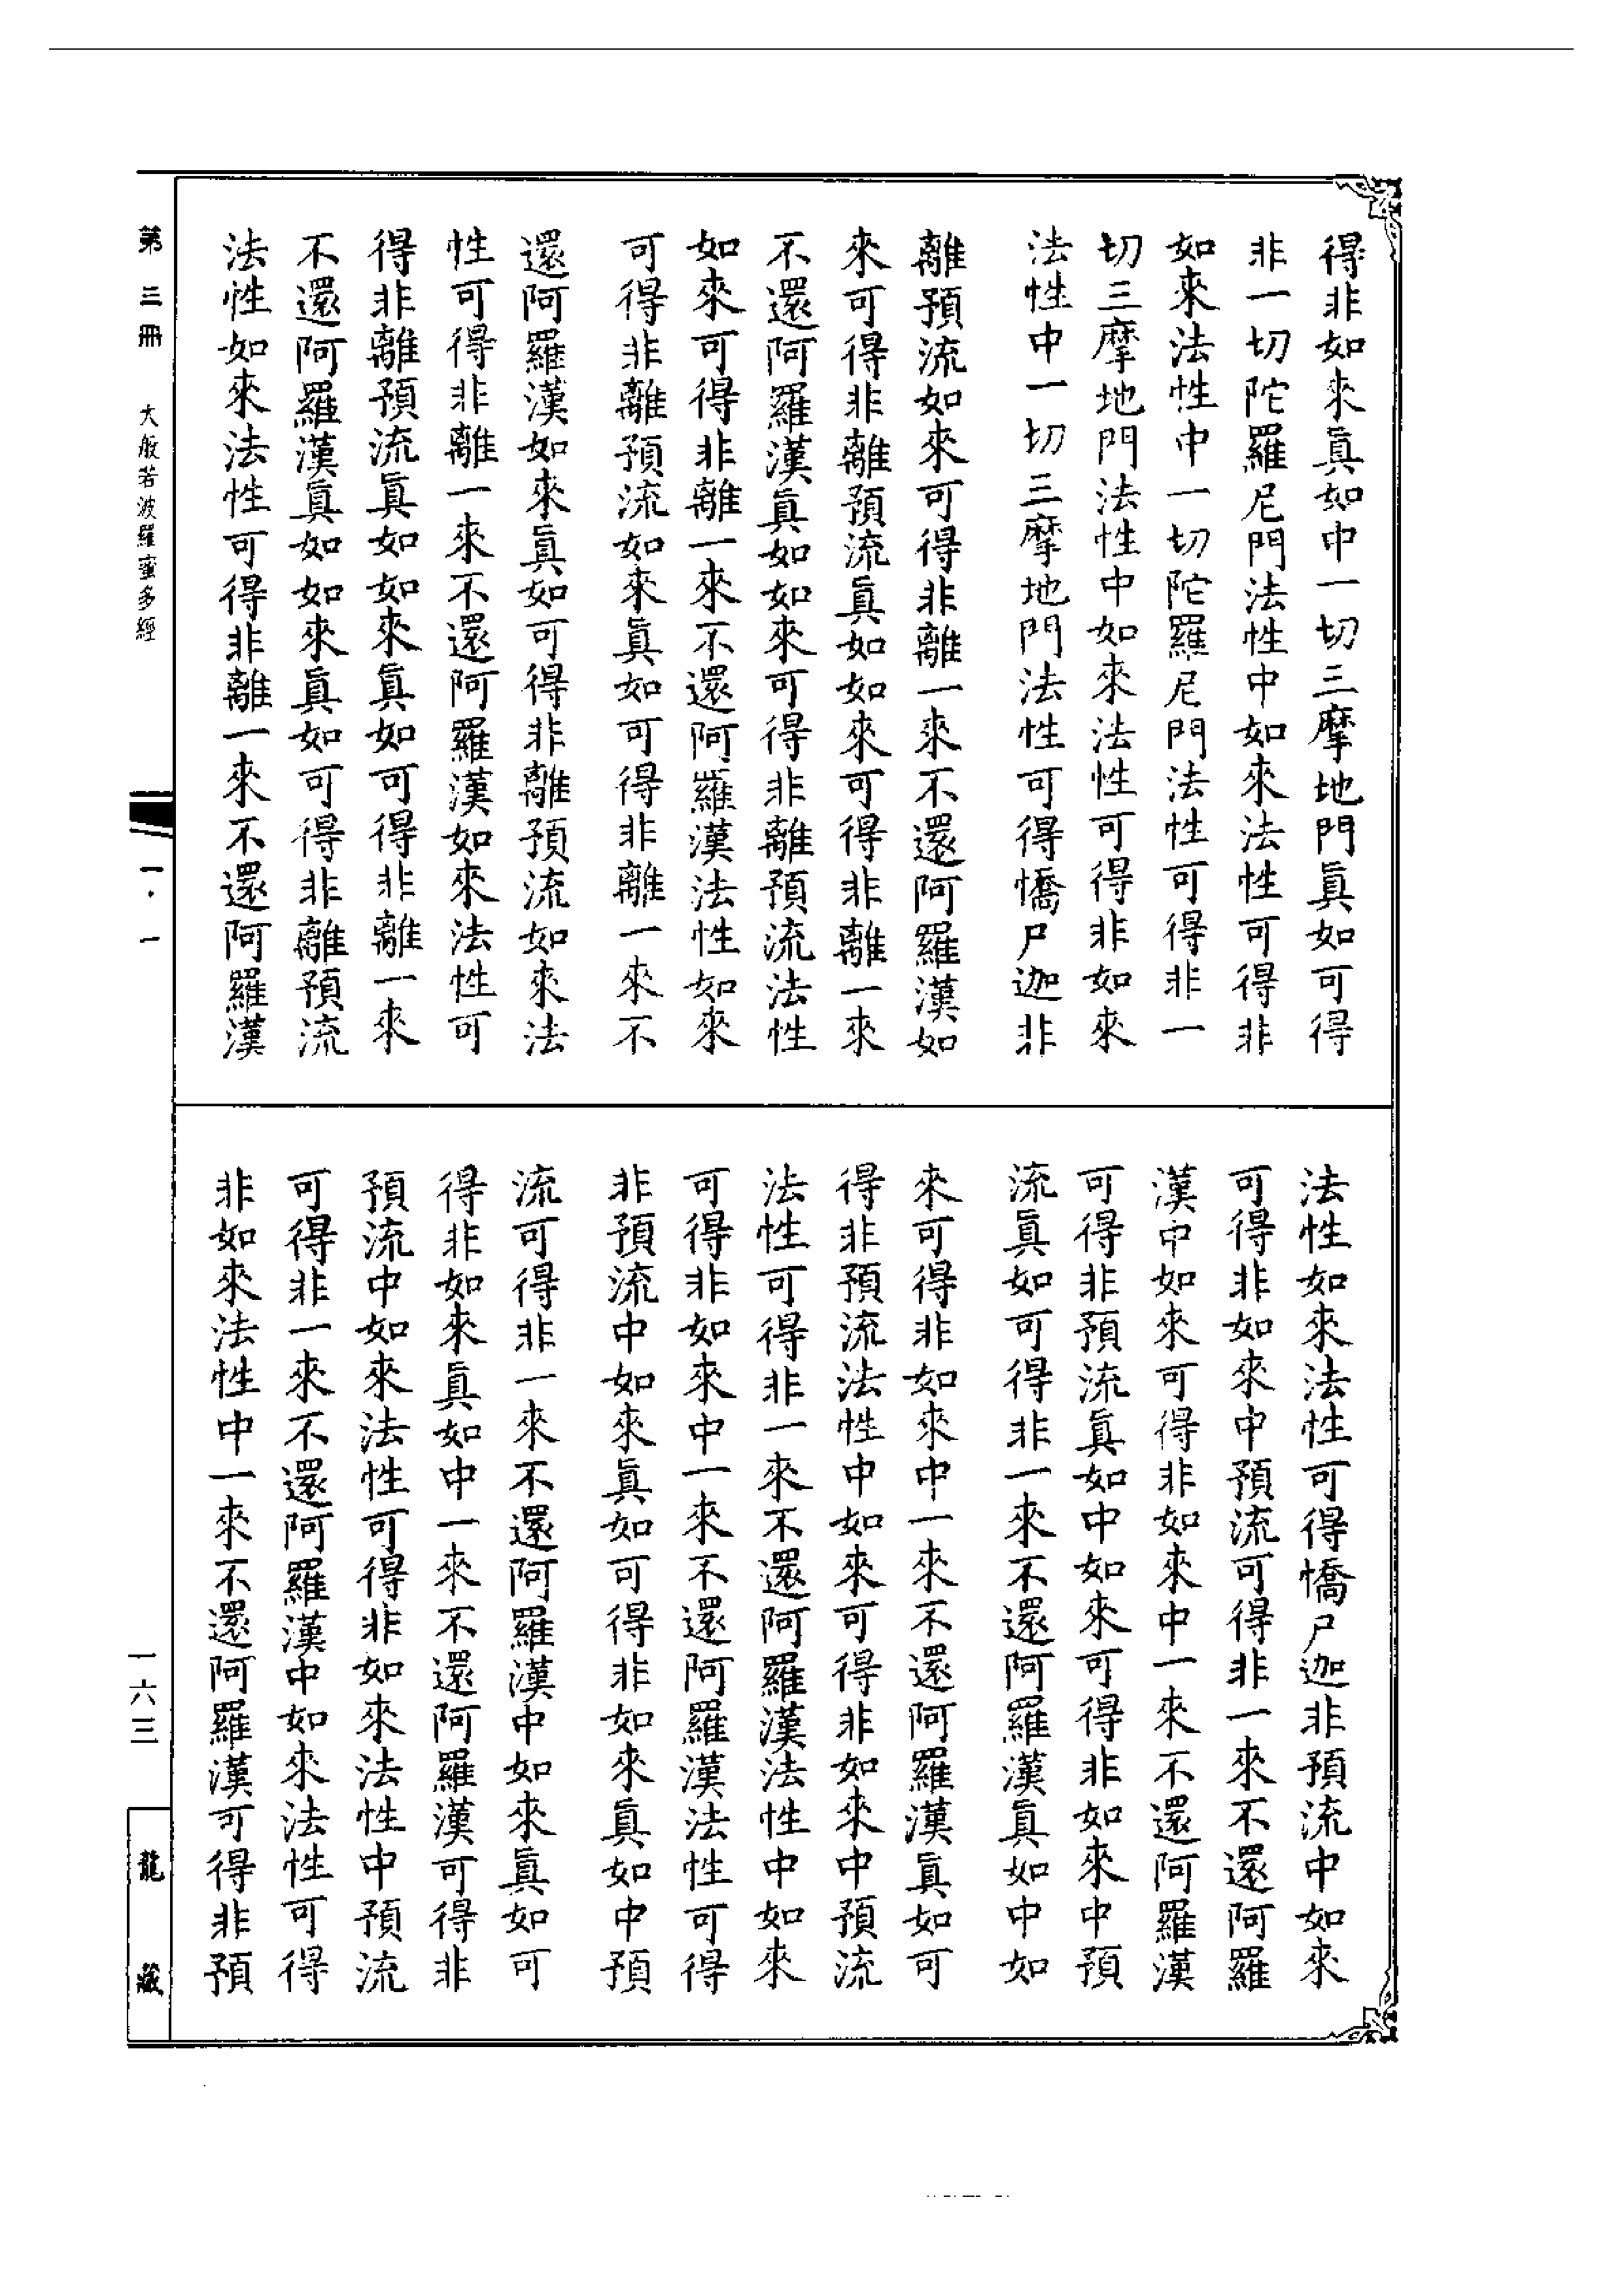 得非如來眞如中一切三摩地門眞如可得
非一切陀羅尼門法性中如來法性可得非
如來法性中一切陀羅尼門法性可得非一
切三摩地門法性中如來法性可得非如來
法性中一切三摩地門法性可得憍尸迦非
離預流如來可得非離一來不還阿羅漢如
來可得非離預流眞如如來可得非離一來
不還阿羅漢眞如如來可得非離預流法性
如來可得非離一來不還阿羅漢法性如來
可得非離預流如來眞如可得非離一來不
還阿羅漢如來眞如可得非離預流如來法
性可得非離一來不還阿羅漢如來法性可
得非離預流眞如如來眞如可得非離一來
不還阿羅漢眞如如來眞如可得非離預流
法性如來法性可得非離一來不還阿羅漢
法性如來法性可得憍尸迦非預流中如來
可得非如來中預流可得非一來不還阿羅
漢中如來可得非如來中一來不還阿羅漢
可得非預流眞如中如來可得非如來中預
流眞如可得非一來不還阿羅漢眞如中如
來可得非如來中一來不還阿羅漢眞如可
得非預流法性中如來可得非如來中預流
法性可得非一來不還阿羅漢法性中如來
可得非如來中一來不還阿羅漢法性可得
非預流中如來眞如可得非如來眞如中預
流可得非一來不還阿羅漢中如來眞如可
得非如來眞如中一來不還阿羅漢可得非
預流中如來法性可得非如來法性中預流
可得非一來不還阿羅漢中如來法性可得
非如來法性中一來不還阿羅漢可得非預
第三冊 大般若波羅蜜多經
一·一
一六三
龍藏